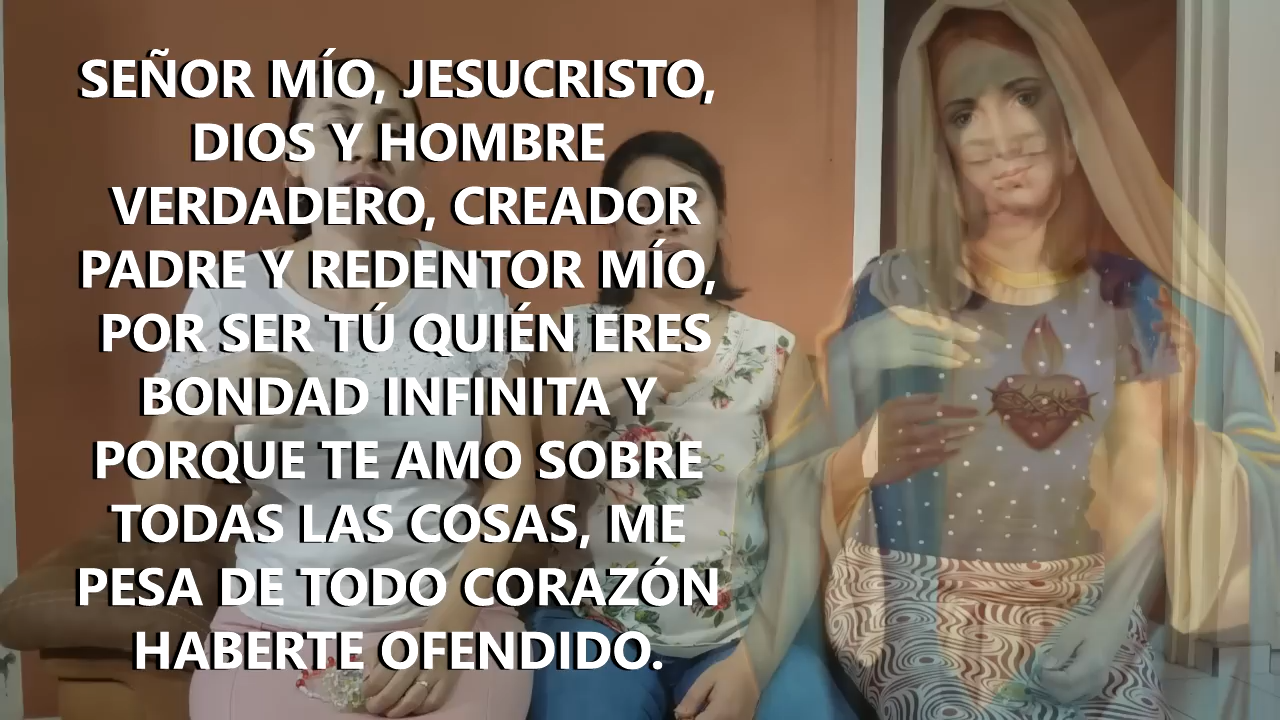 SEÑOR MÍO, JESUCRISTO,
DIOS Y HOMBRE
VERDADERO, CREADOR
PADRE Y REDENTOR MÍO,
POR SER TÚ QUIÉN ERES
BONDAD INFINITA Y
PORQUE TE AMO SOBRE
TODAS LAS COSAS, ME
PESA DE TODO CORAZÓN
HABERTE OFENDIDO.